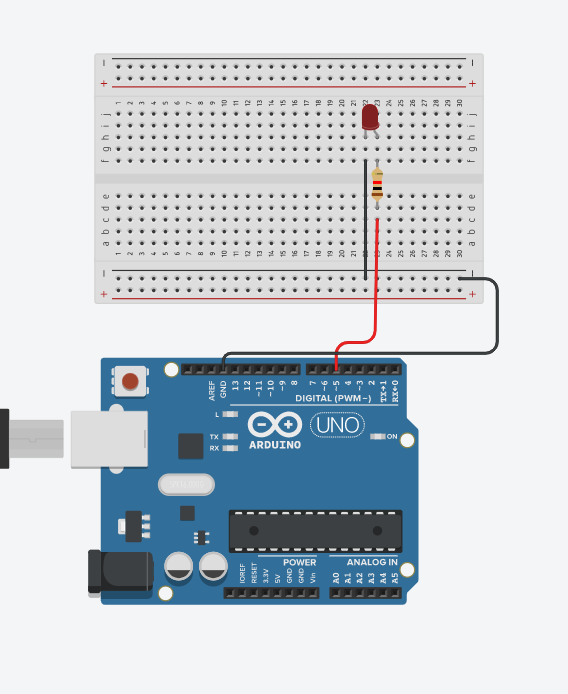 − −
+ +
1 2 3 4 5 6 7 8 9 10 11 12 13 14 15 16 17 18 19 20 21 22 23 24 25 26 27 28 29 30
j j
i i
h h
g g
f f
e e
d d
c c
b b
a a
1 2 3 4 5 6 7 8 9 10 11 12 13 14 15 16 17 18 19 20 21 22 23 24 25 26 27 28 29 30
− −
+ +
AREF GND 13 12 ~11 ~10 ~9 8 7 ~6 ~5 4 ~3 2 TX→1 RX←0
DIGITAL (PWM~)
L
TX
RX
ARDUINO
UNO
ON
POWER ANALOG IN
IOREF RESET 3.3V 5V GND GND Vin A0 A1 A2 A3 A4 A5